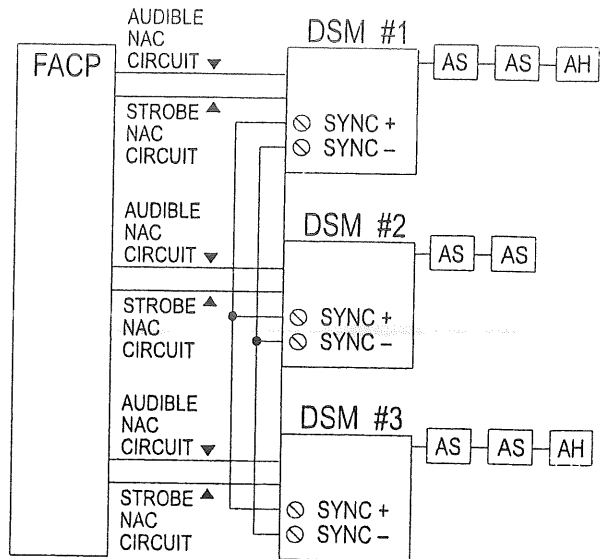 FACP
AUDIBLE
NAC
CIRCUIT
STROBE
NAC
CIRCUIT
DSM #1
SYNC +
SYNC –
AS
AS
AH
AUDIBLE
NAC
CIRCUIT
STROBE
NAC
CIRCUIT
DSM #2
SYNC +
SYNC –
AS
AS
AUDIBLE
NAC
CIRCUIT
STROBE
NAC
CIRCUIT
DSM #3
SYNC +
SYNC –
AS
AS
AH